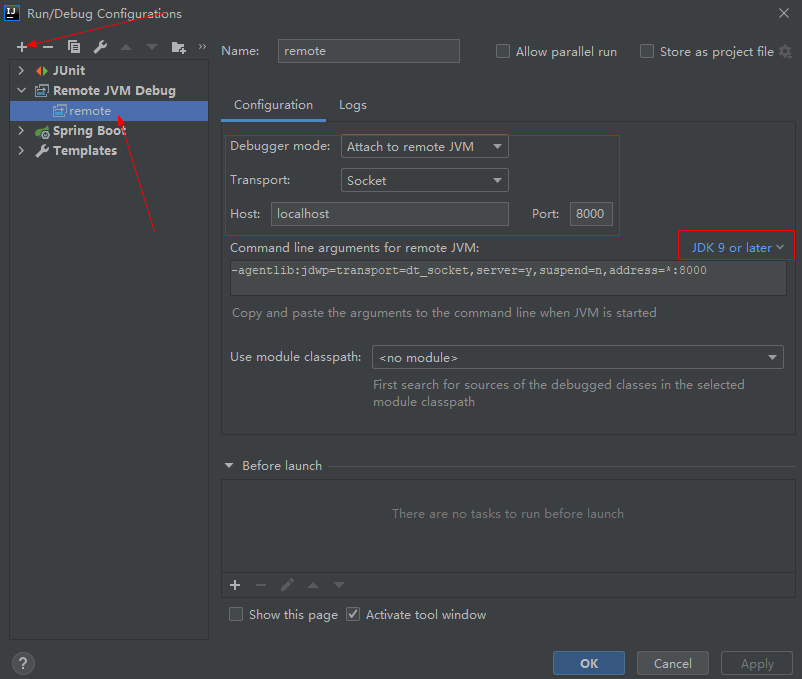 IJ
Run/Debug Configurations
JUnit
Remote JVM Debug
remote
Spring Boot
Templates
Name:
remote
Allow parallel run
Store as project file
Configuration
Logs
Debugger mode:
Attach to remote JVM
Transport:
Socket
Host:
localhost
Port:
8000
Command line arguments for remote JVM:
JDK 9 or later
-agentlib:jdwp=transport=dt_socket,server=y,suspend=n,address=*:8000
Copy and paste the arguments to the command line when JVM is started
Use module classpath:
<no module>
First search for sources of the debugged classes in the selected
module classpath
Before launch
There are no tasks to run before launch
Show this page
Activate tool window
?
OK
Cancel
Apply